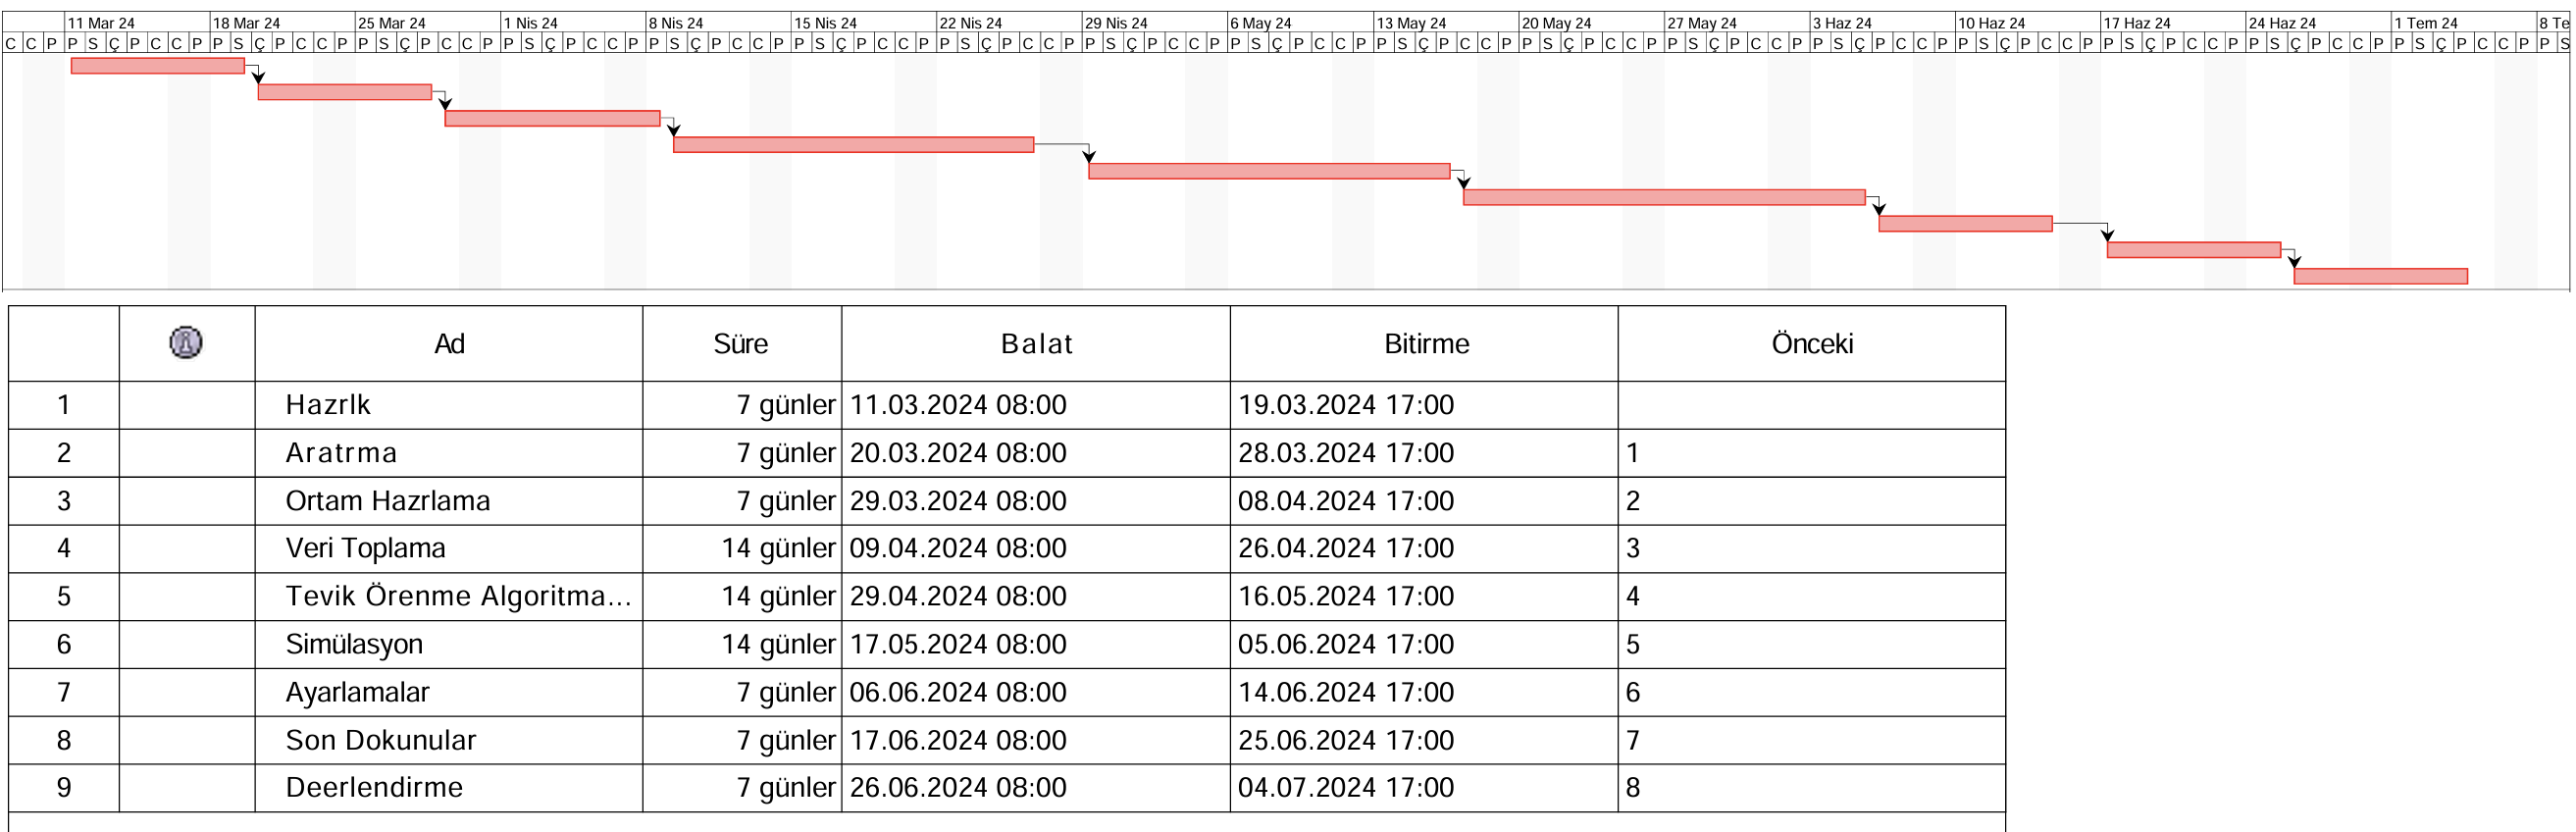 11 Mar 24 18 Mar 24 25 Mar 24 1 Nis 24 8 Nis 24 15 Nis 24 22 Nis 24 29 Nis 24 6 May 24 13 May 24 20 May 24 27 May 24 3 Haz 24 10 Haz 24 17 Haz 24 24 Haz 24 1 Tem 24 8 Te
C C P P S Ç P C C P P S Ç P C C P P S Ç P C C P P S Ç P C C P P S Ç P C C P P S Ç P C C P P S Ç P C C P P S Ç P C C P P S Ç P C C P P S Ç P C C P P S Ç P C C P P S Ç P C C P P S Ç P C C P P S Ç P C C P P S Ç P C C P P S Ç P C C P P S Ç P C C P P S
Ad Süre Balat Bitirme Önceki
1 Hazrlk 7 günler 11.03.2024 08:00 19.03.2024 17:00
2 Aratrma 7 günler 20.03.2024 08:00 28.03.2024 17:00 1
3 Ortam Hazrlama 7 günler 29.03.2024 08:00 08.04.2024 17:00 2
4 Veri Toplama 14 günler 09.04.2024 08:00 26.04.2024 17:00 3
5 Tevik Örenme Algoritma... 14 günler 29.04.2024 08:00 16.05.2024 17:00 4
6 Simülasyon 14 günler 17.05.2024 08:00 05.06.2024 17:00 5
7 Ayarlamalar 7 günler 06.06.2024 08:00 14.06.2024 17:00 6
8 Son Dokunular 7 günler 17.06.2024 08:00 25.06.2024 17:00 7
9 Deerlendirme 7 günler 26.06.2024 08:00 04.07.2024 17:00 8